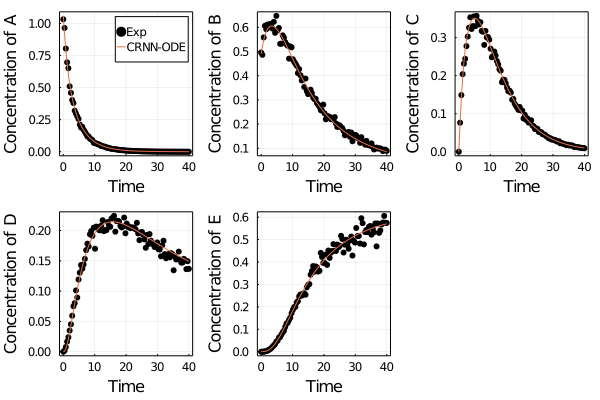 Concentration of A
1.00
0.75
0.50
0.25
0.00
Exp
CRNN-ODE
0 10 20 30 40
Time
Concentration of B
0.6
0.5
0.4
0.3
0.2
0.1
0 10 20 30 40
Time
Concentration of C
0.3
0.2
0.1
0.0
0 10 20 30 40
Time
Concentration of D
0.20
0.15
0.10
0.05
0.00
0 10 20 30 40
Time
Concentration of E
0.6
0.5
0.4
0.3
0.2
0.1
0.0
0 10 20 30 40
Time